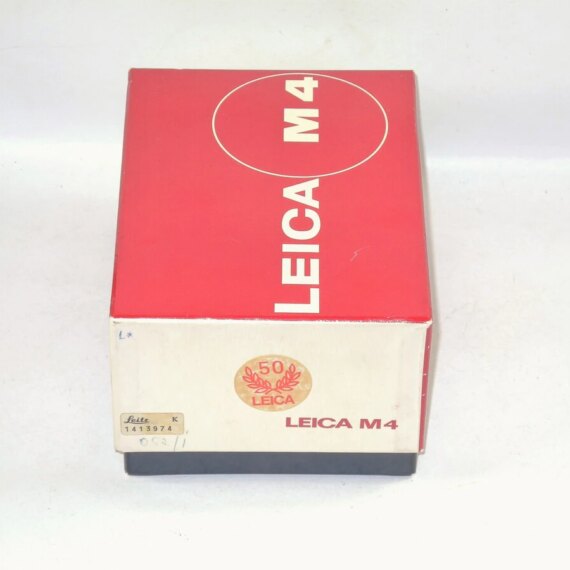 LEICA M4
50
LEICA
LEICA M4
Leitz K
1413974